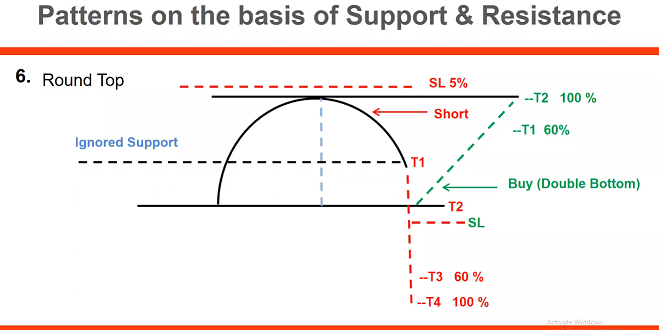 Patterns on the basis of Support & Resistance
6. Round Top
SL 5%
--T2 100 %
Short
--T1 60%
Ignored Support
T1
Buy (Double Bottom)
T2
SL
--T3 60 %
--T4 100 %
Activate Windows